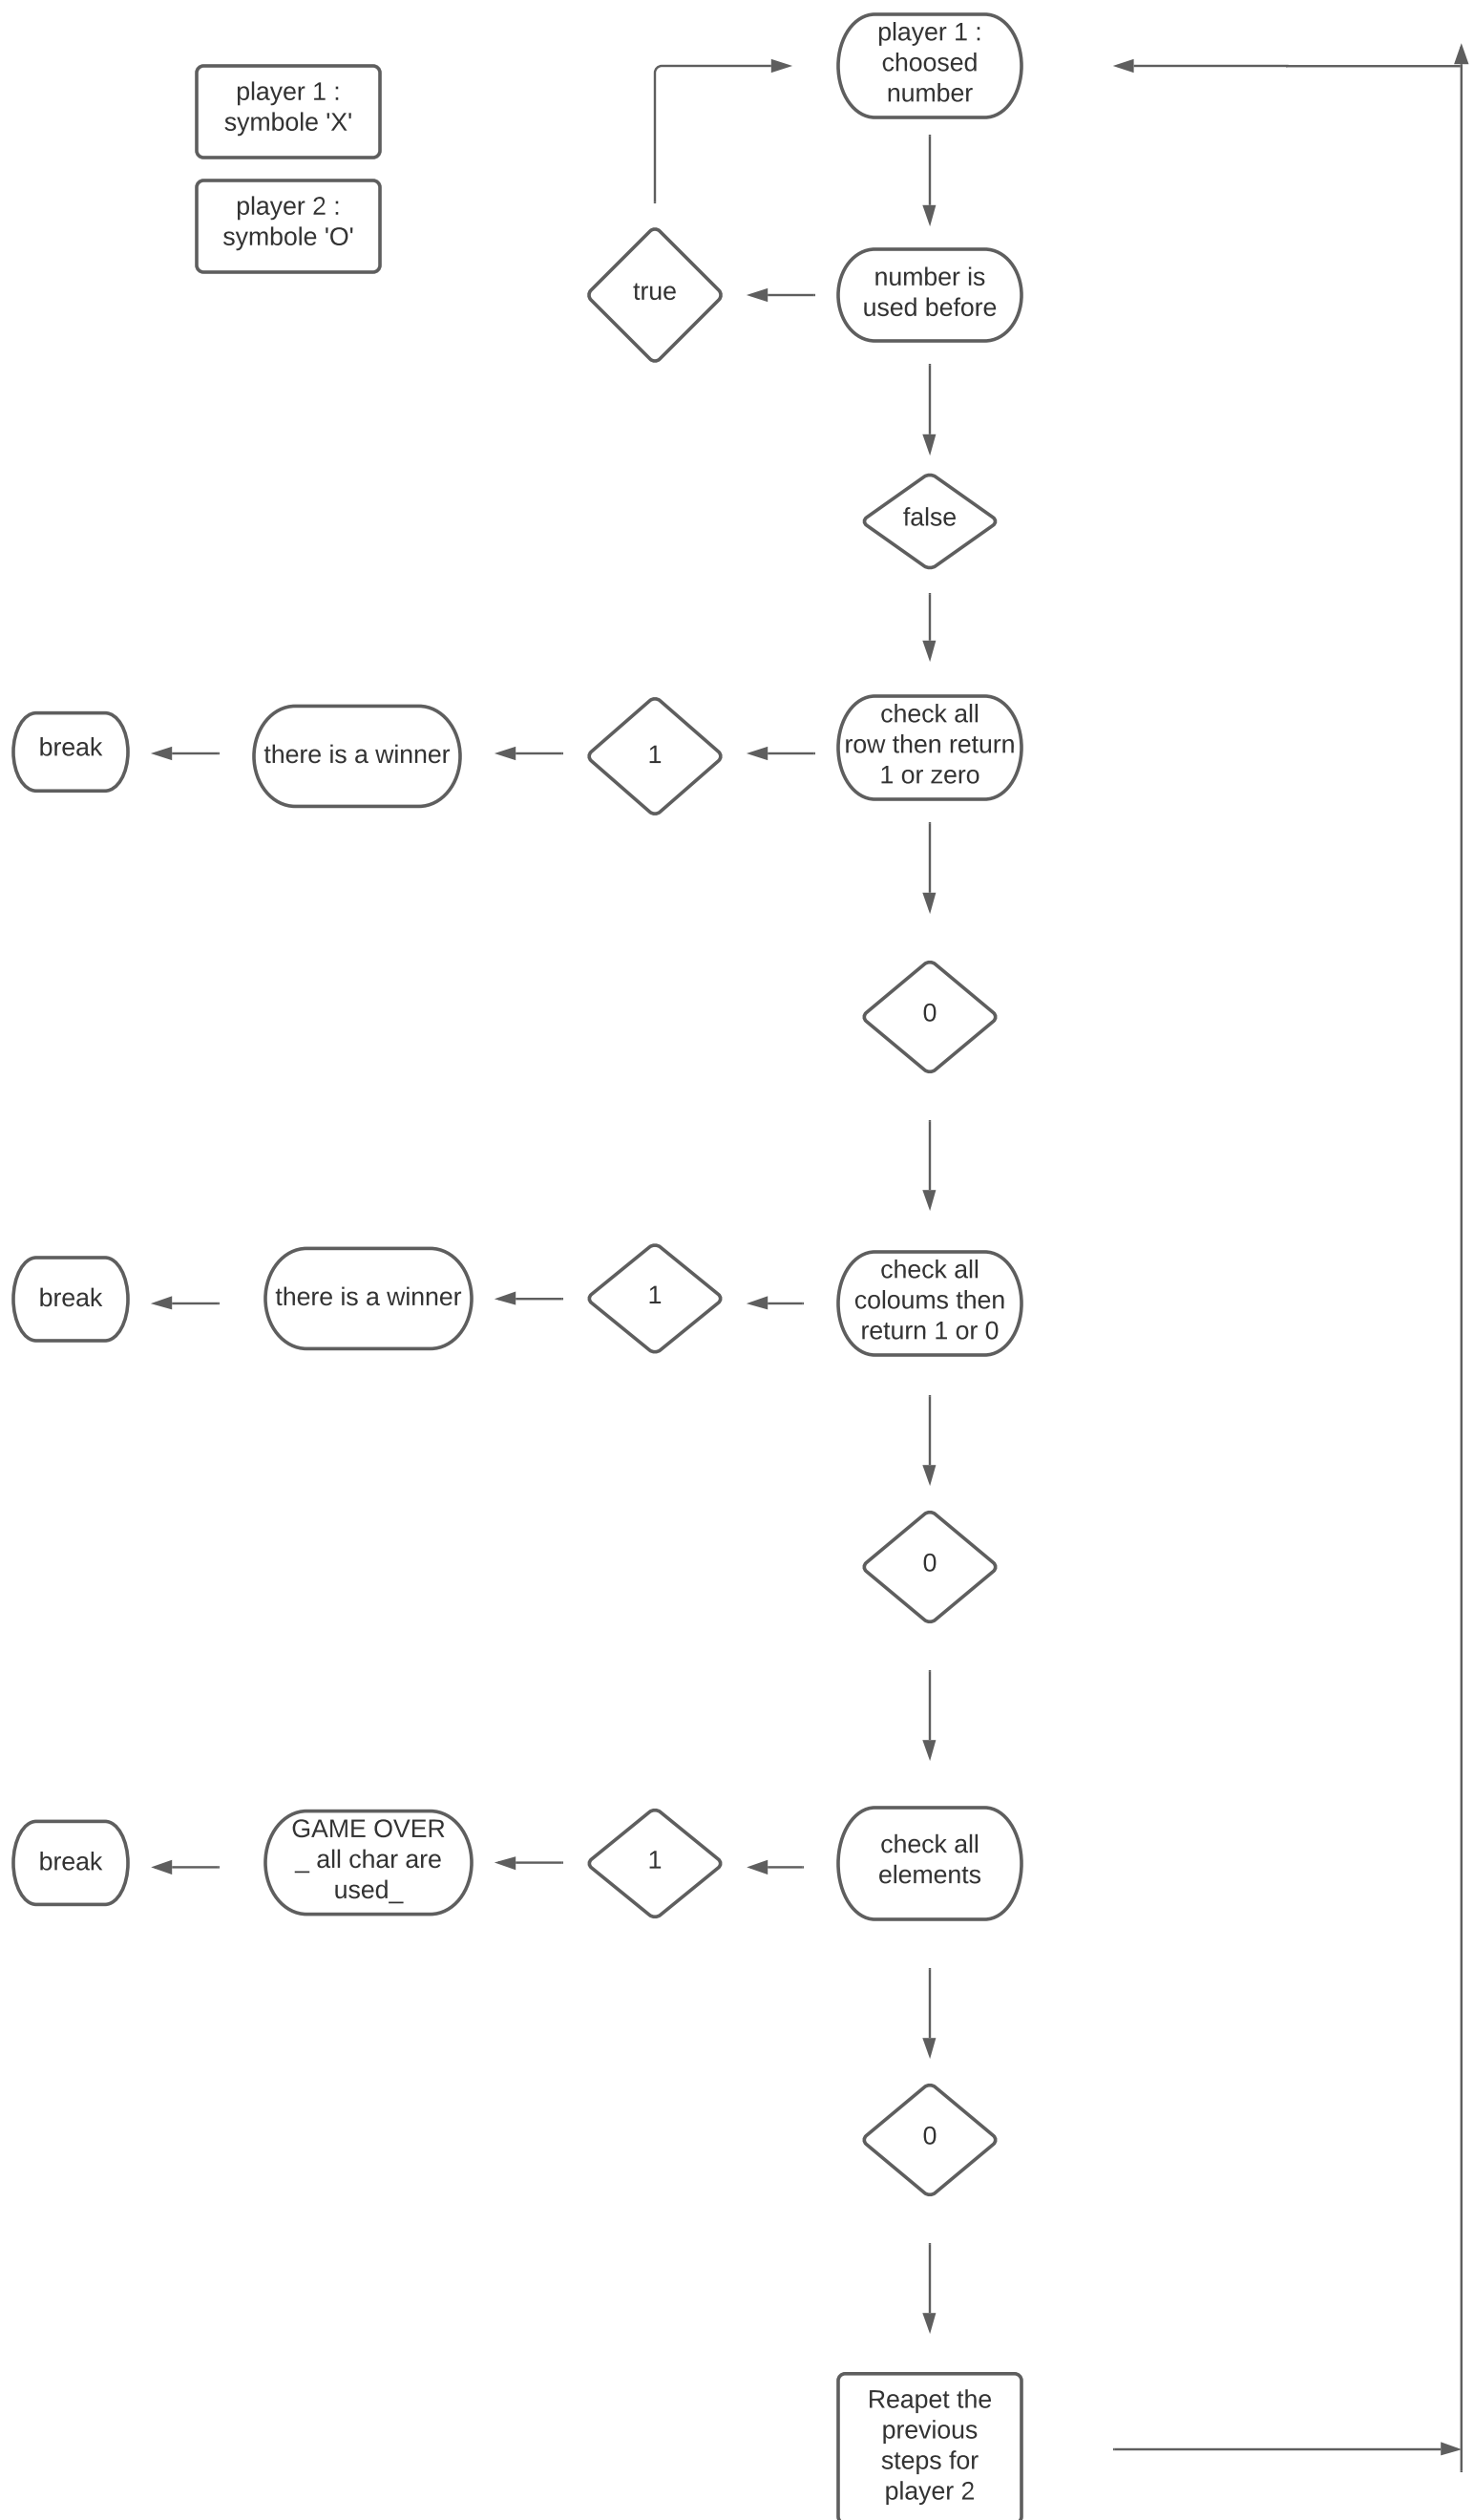 player 1 :
choosed
number
player 1 :
symbole 'X'
player 2 :
symbole 'O'
number is
used before
true
false
check all
row then return
1 or zero
1
there is a winner
break
0
check all
coloums then
return 1 or 0
1
there is a winner
break
0
check all
elements
1
GAME OVER
_ all char are
used_
break
0
Reapet the
previous
steps for
player 2